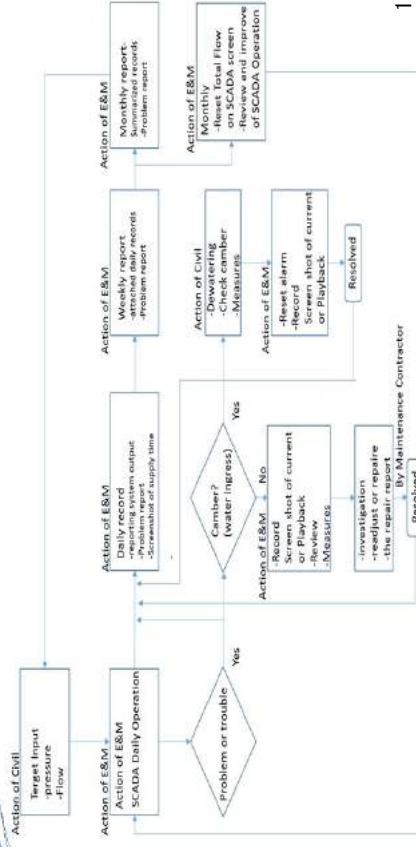 Action of Civil
Terget Input
-pressure
-Flow
Action of E&M
Action of E&M
SCADA Daily Operation
Problem or trouble
Yes
Action of E&M
Daily record
-reporting system output
-Problem report
-Screenshot of supply time
Camber?
(water ingress)
Yes
No
Action of E&M
-Record
Screen shot of current
or Playback
-Review
-Measures
-investigation
-readjust or repaire
-the repair report
By Maintenance Contractor
Resolved
Action of E&M
Weekly report
-attached daily records
-Problem report
Action of Civil
-Dewatering
-Check camber
-Measures
Action of E&M
-Reset alarm
-Record
Screen shot of current
or Playback
Resolved
Action of E&M
Monthly report-
Summarized records
-Problem report
Action of E&M
Monthly
-Reset Total Flow
on SCADA screen
-Review and improve
of SCADA Operation
1